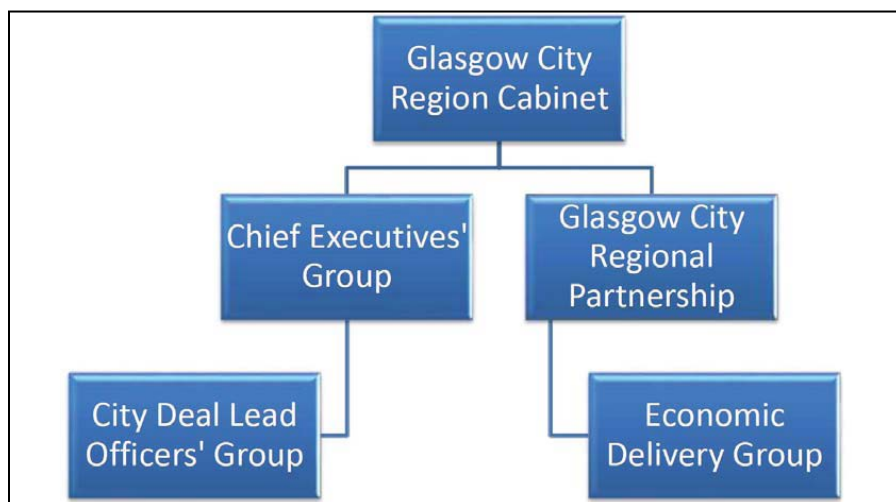 Glasgow City
Region Cabinet
Chief Executives'
Group
Glasgow City
Regional
Partnership
City Deal Lead
Officers' Group
Economic
Delivery Group